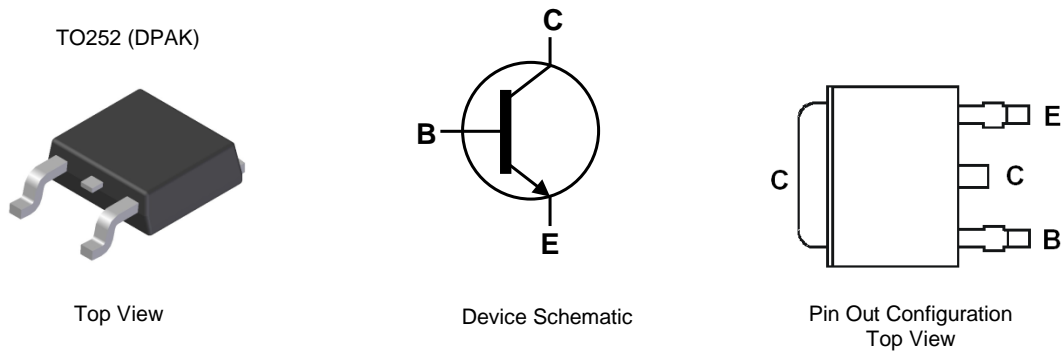 TO252 (DPAK)
Top View
C
B
E
Device Schematic
C
E
C
B
Pin Out Configuration
Top View